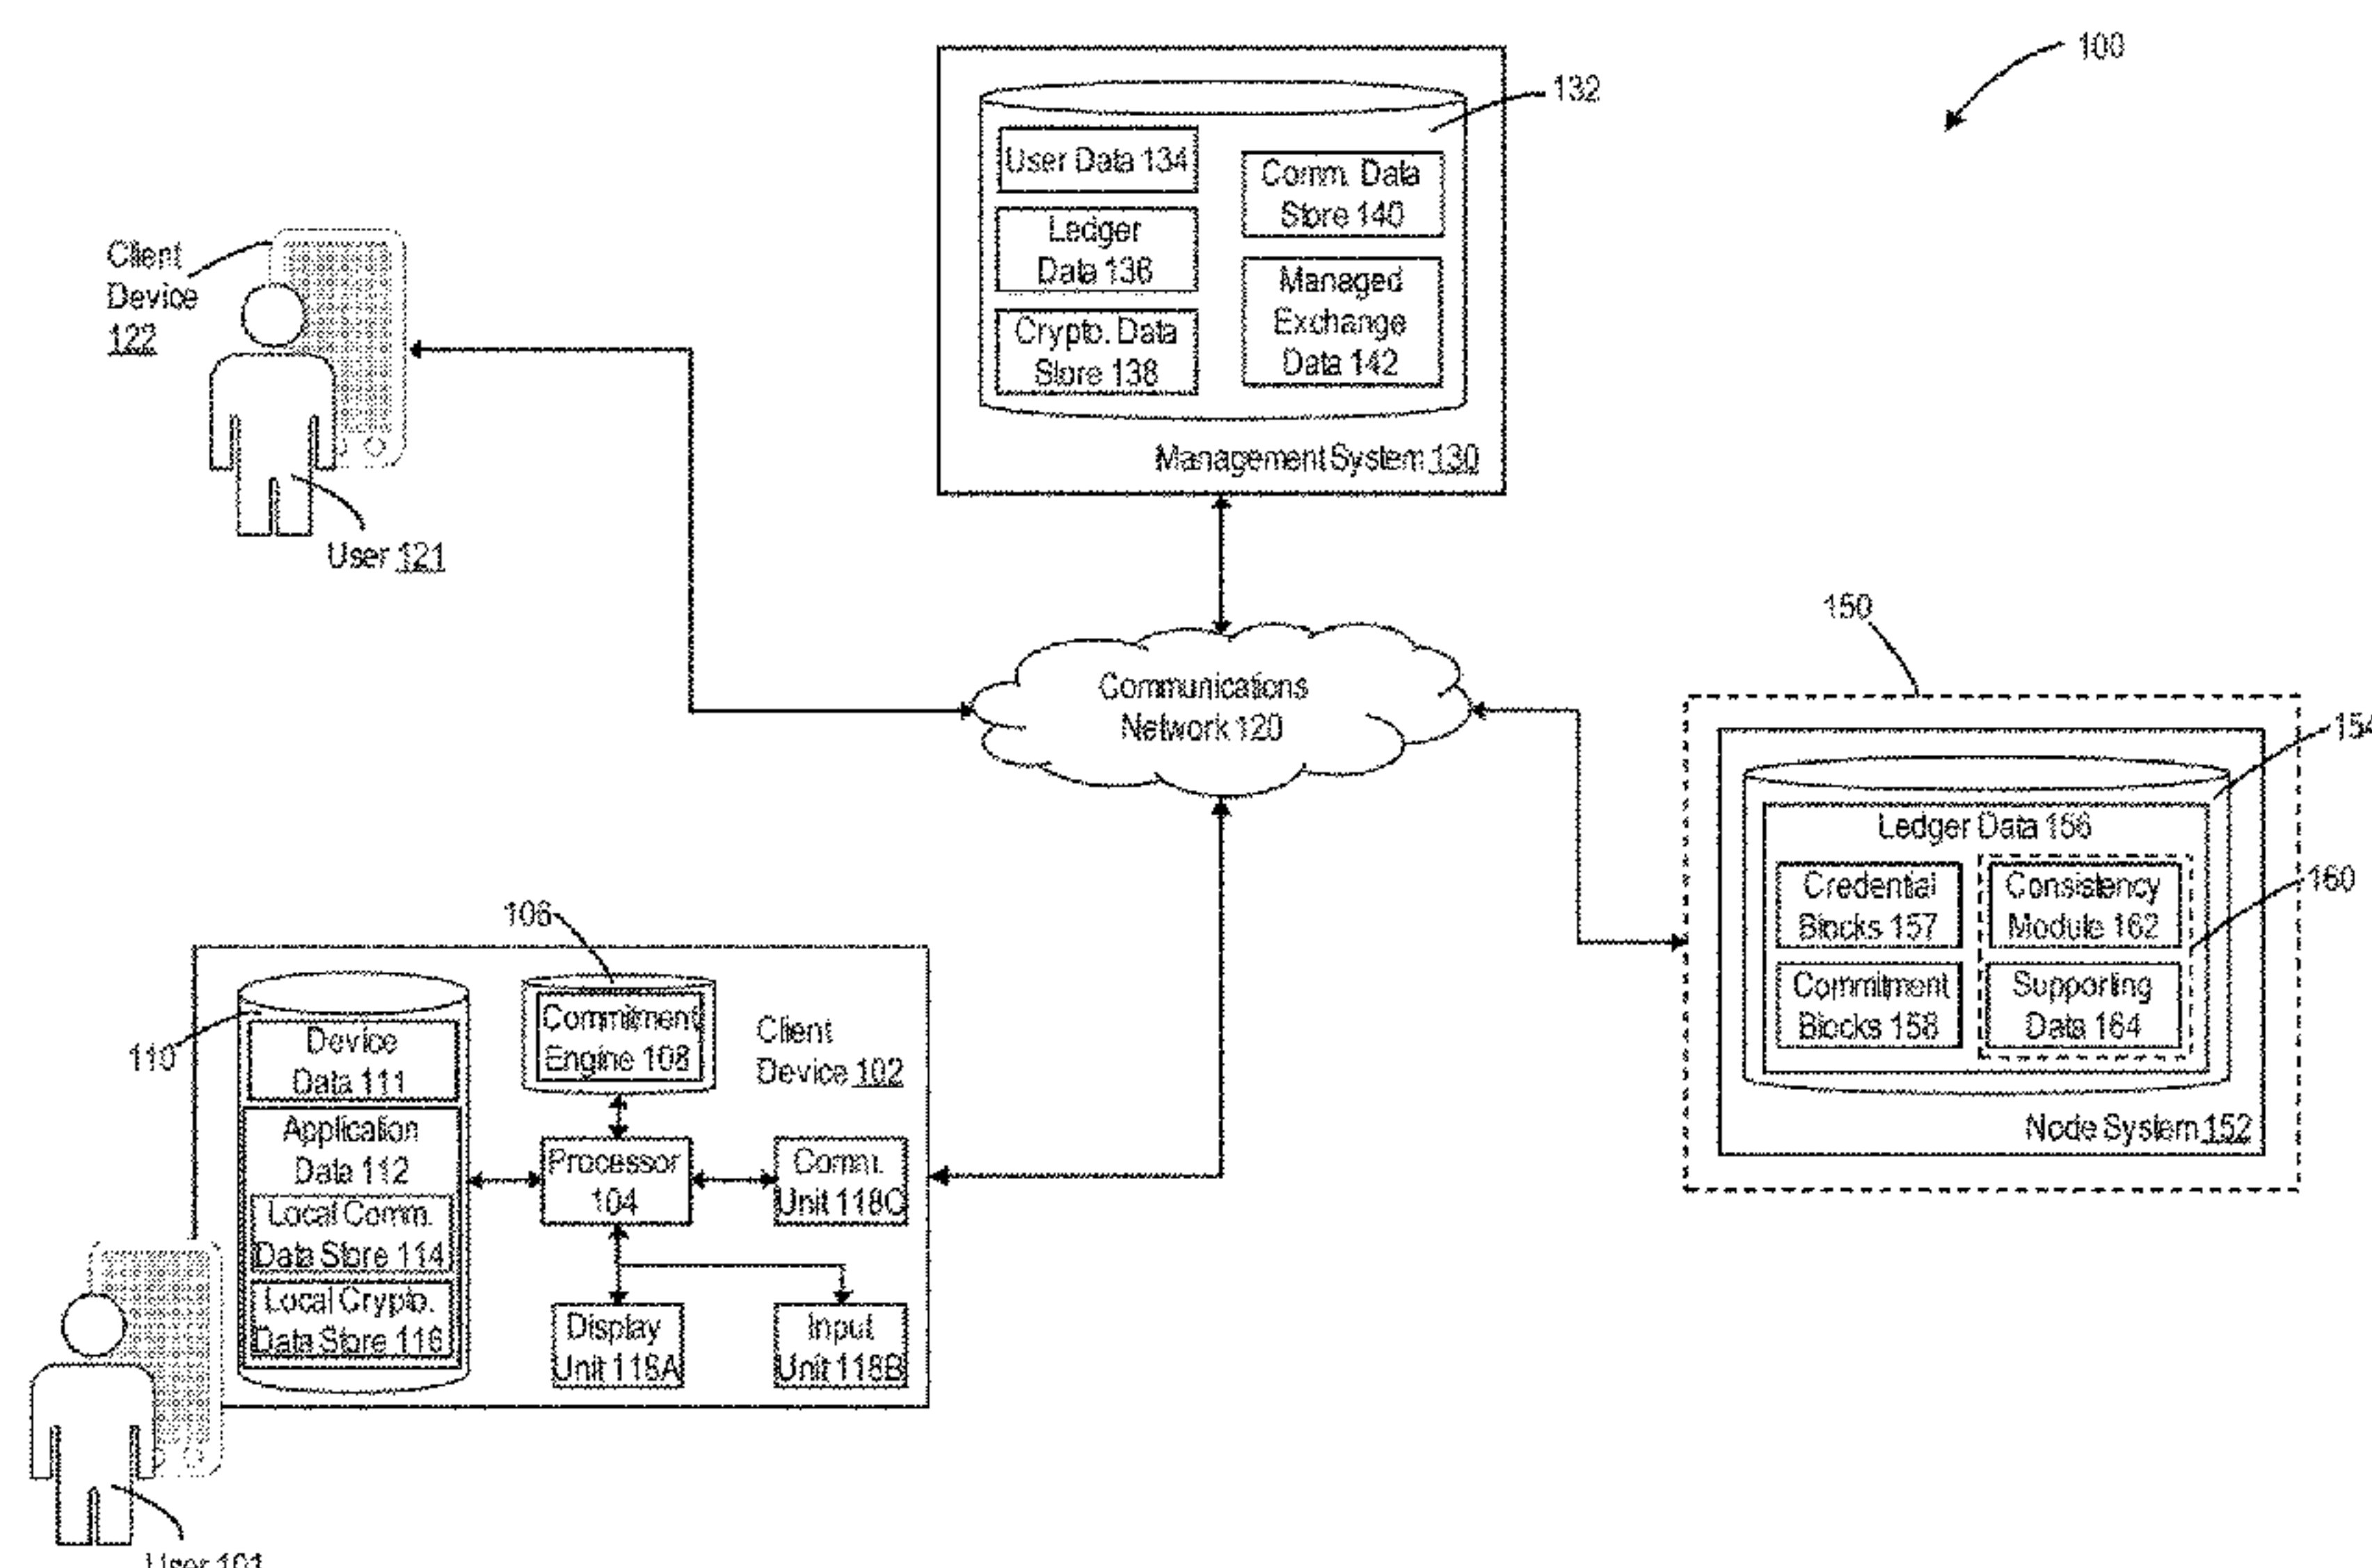 100
132
User Data 134
Comm. Data
Store 140
Ledger
Data 136
Managed
Exchange
Data 142
Crypto. Data
Store 138
Management System 130
Client
Device
122
User 121
Communications
Network 120
150
154
Ledger Data 156
Credential
Blocks 157
Consistency
Module 162
160
Commitment
Blocks 158
Supporting
Data 164
Node System 152
106
110
Device
Data 111
Commitment
Engine 108
Client
Device 102
Application
Data 112
Local Comm.
Data Store 114
Local Crypto.
Data Store 116
Processor
104
Comm.
Unit 118C
Display
Unit 118A
Input
Unit 118B
User 101